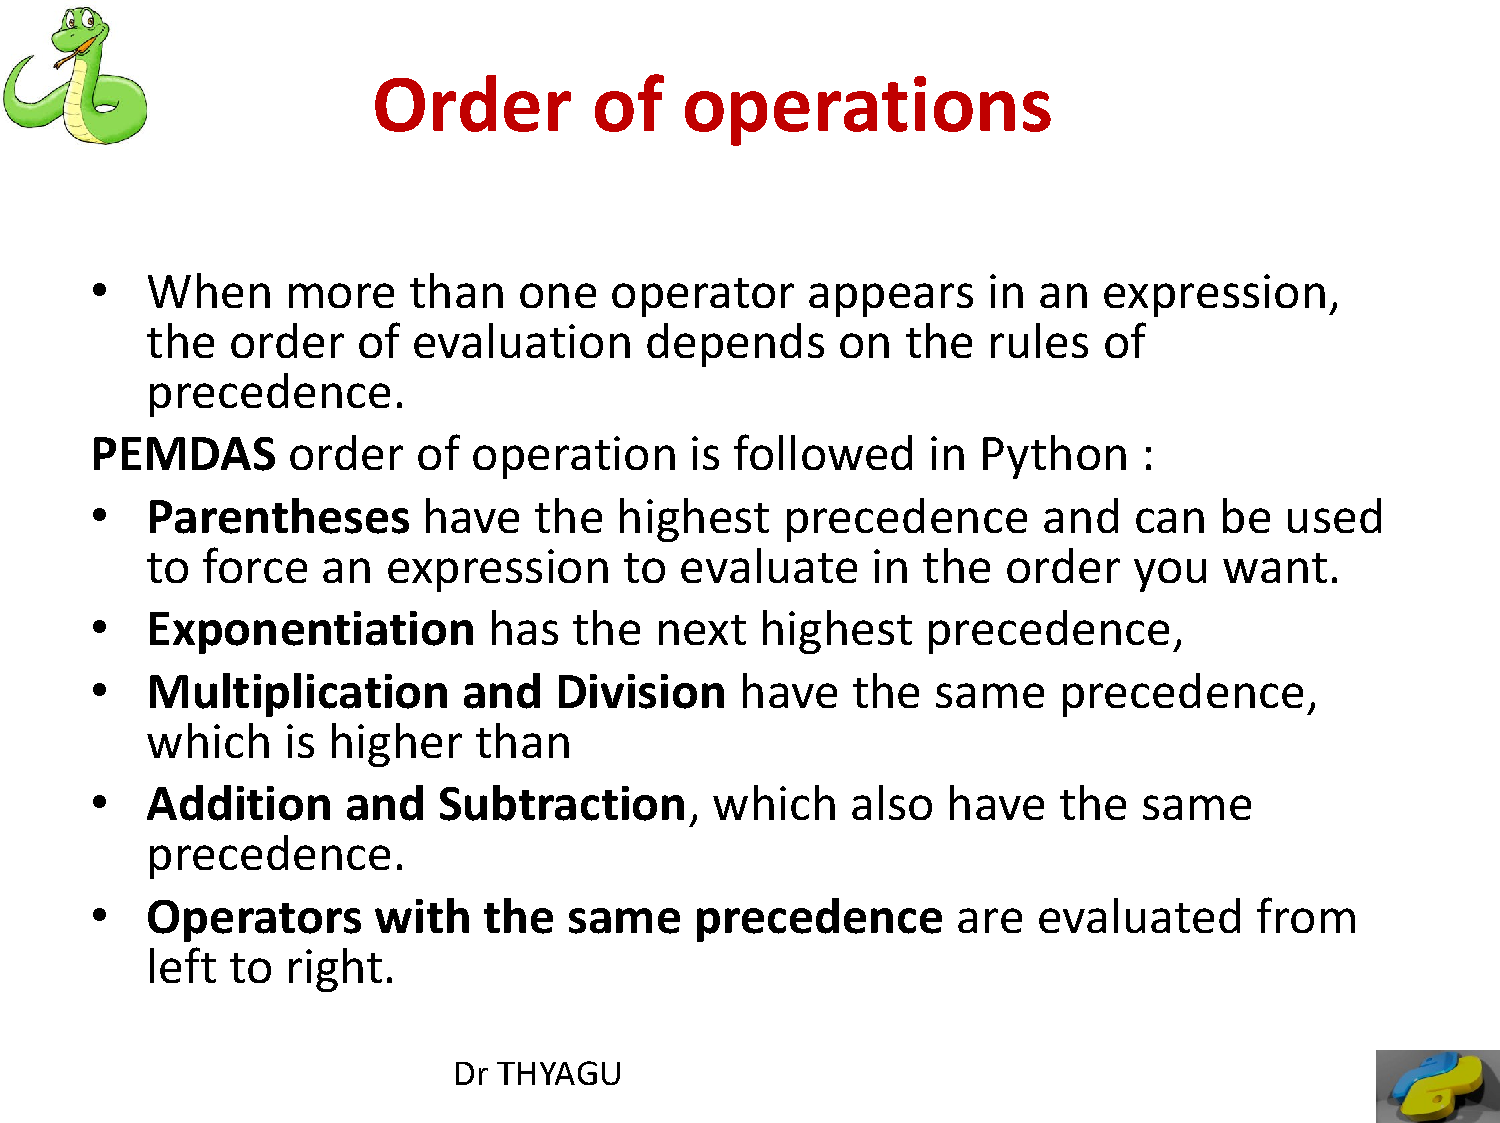 Order of operations
• When more than one operator appears in an expression,
the order of evaluation depends on the rules of
precedence.
PEMDAS order of operation is followed in Python :
• Parentheses have the highest precedence and can be used
to force an expression to evaluate in the order you want.
• Exponentiation has the next highest precedence,
• Multiplication and Division have the same precedence,
which is higher than
• Addition and Subtraction, which also have the same
precedence.
• Operators with the same precedence are evaluated from
left to right.
Dr THYAGU